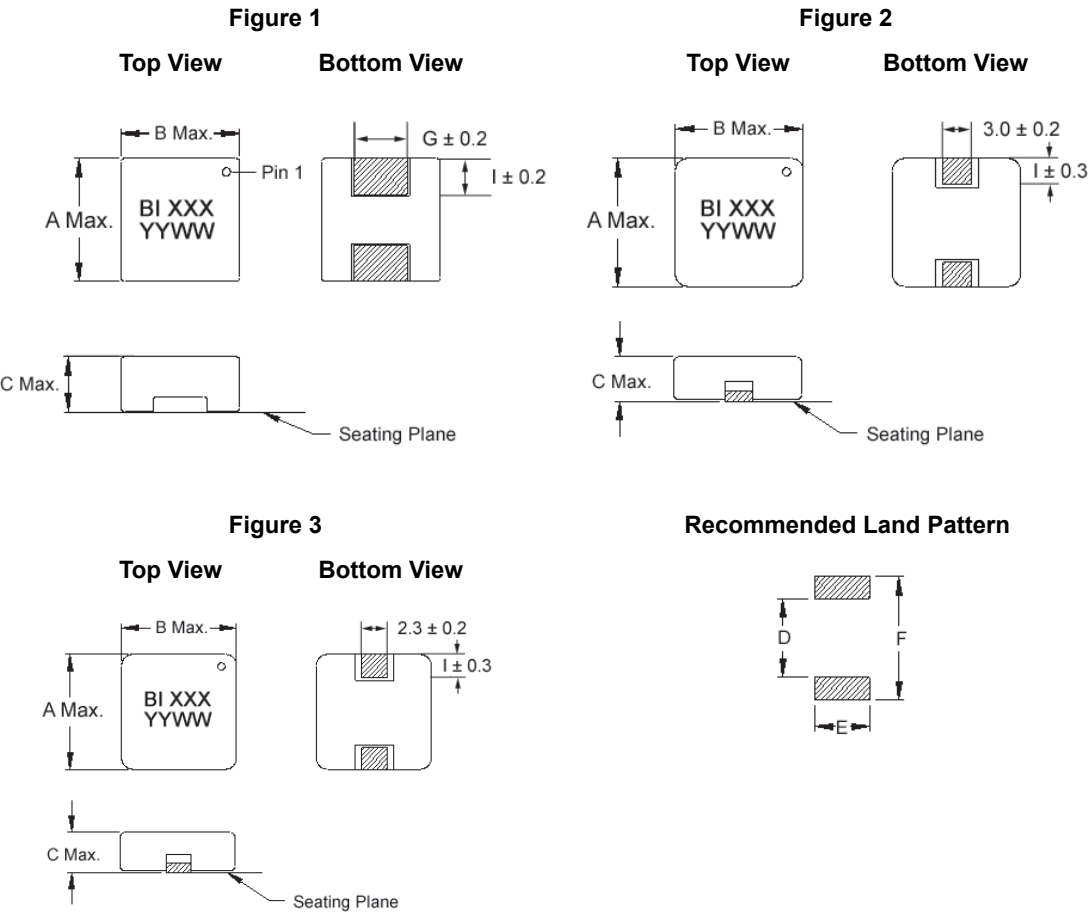 Figure 1
Top View
Bottom View
B Max.
G ± 0.2
Pin 1
I ± 0.2
A Max.
BI XXX
YYWW
C Max.
Seating Plane
Figure 2
Top View
Bottom View
B Max.
3.0 ± 0.2
I ± 0.3
A Max.
BI XXX
YYWW
C Max.
Seating Plane
Figure 3
Top View
Bottom View
B Max.
2.3 ± 0.2
I ± 0.3
A Max.
BI XXX
YYWW
C Max.
Seating Plane
Recommended Land Pattern
D
F
E